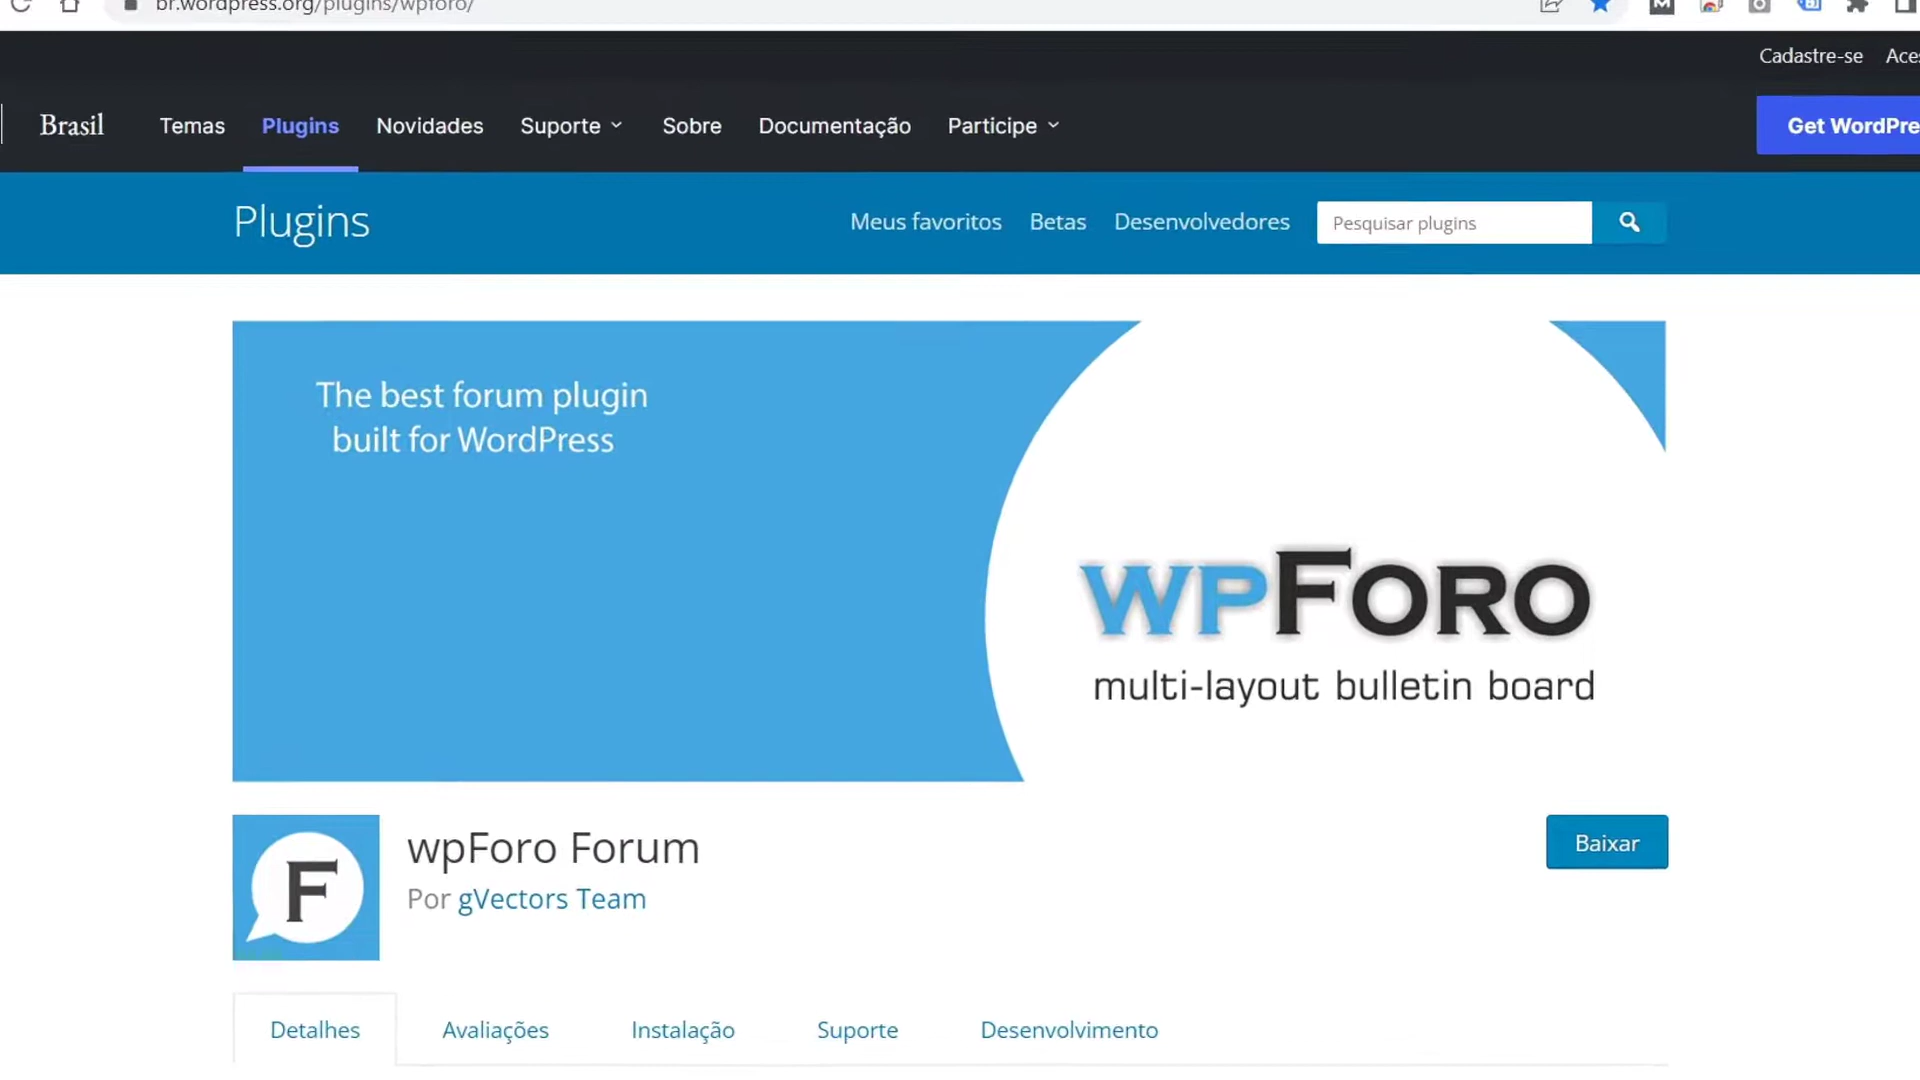 br.wordpress.org/plugins/wpforo/
Cadastre-se
Brasil Temas Plugins Novidades Suporte Sobre Documentação Participe Get WordPre
Plugins Meus favoritos Betas Desenvolvedores Pesquisar plugins
The best forum plugin
built for WordPress
wpForo
multi-layout bulletin board
F
wpForo Forum
Baixar
Por gVectors Team
Detalhes Avaliações Instalação Suporte Desenvolvimento